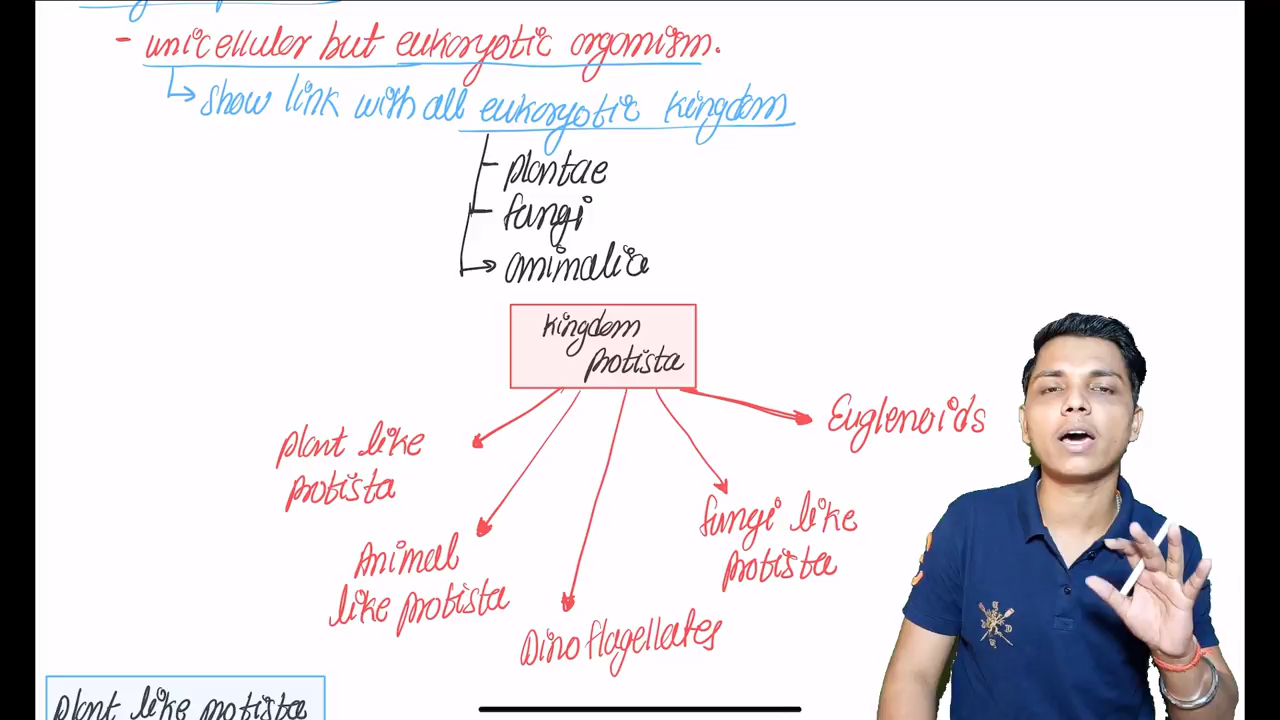 - unicellular but eukaryotic organism.
show link with all eukaryotic kingdom
plantae
fungi
animalia
kingdom
protista
Euglenoids
plant like
protista
fungi like
protista
Animal
like protista
Dinoflagellates
plant like protista